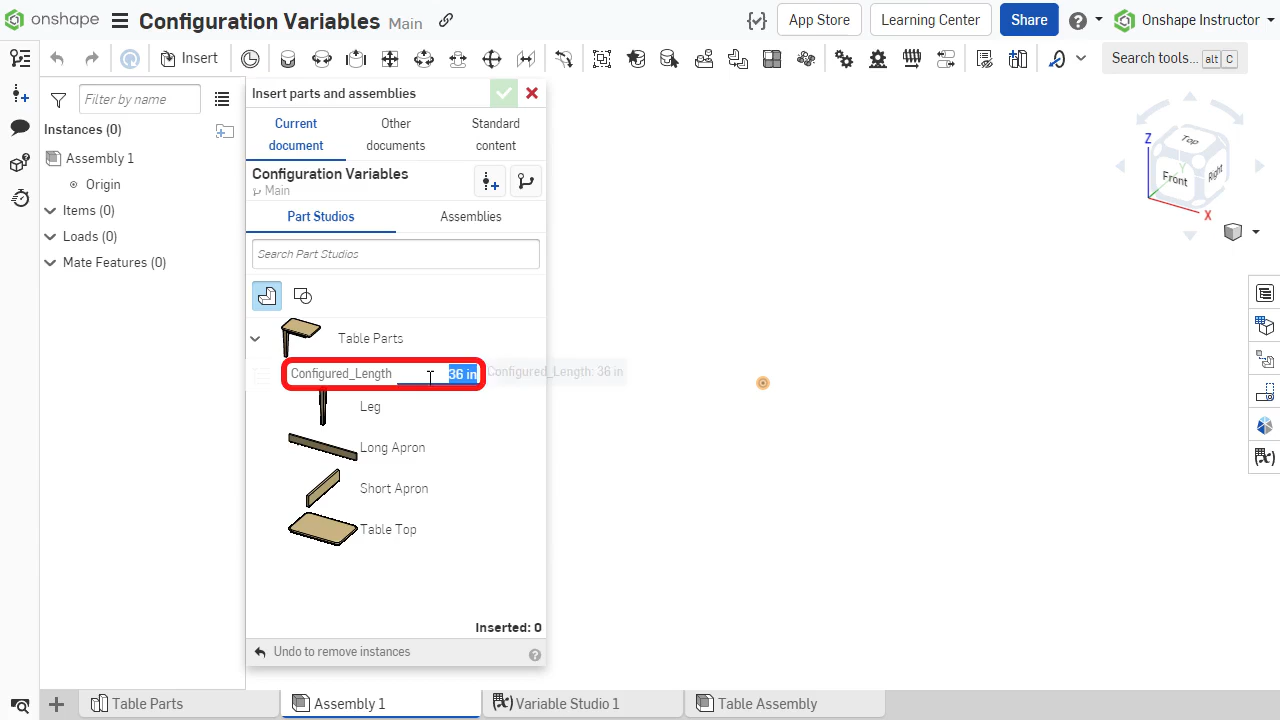 onshape
Configuration Variables Main
App Store
Learning Center
Share
Onshape Instructor
Insert
Search tools... alt C
Filter by name
Instances (0)
Assembly 1
Origin
Items (0)
Loads (0)
Mate Features (0)
Insert parts and assemblies
Current document
Other documents
Standard content
Configuration Variables
Main
Part Studios
Assemblies
Search Part Studios
Table Parts
Configured_Length 36 in
Configured_Length: 36 in
Leg
Long Apron
Short Apron
Table Top
Inserted: 0
Undo to remove instances
Z
Top
Front
Right
Y
X
Table Parts
Assembly 1
Variable Studio 1
Table Assembly